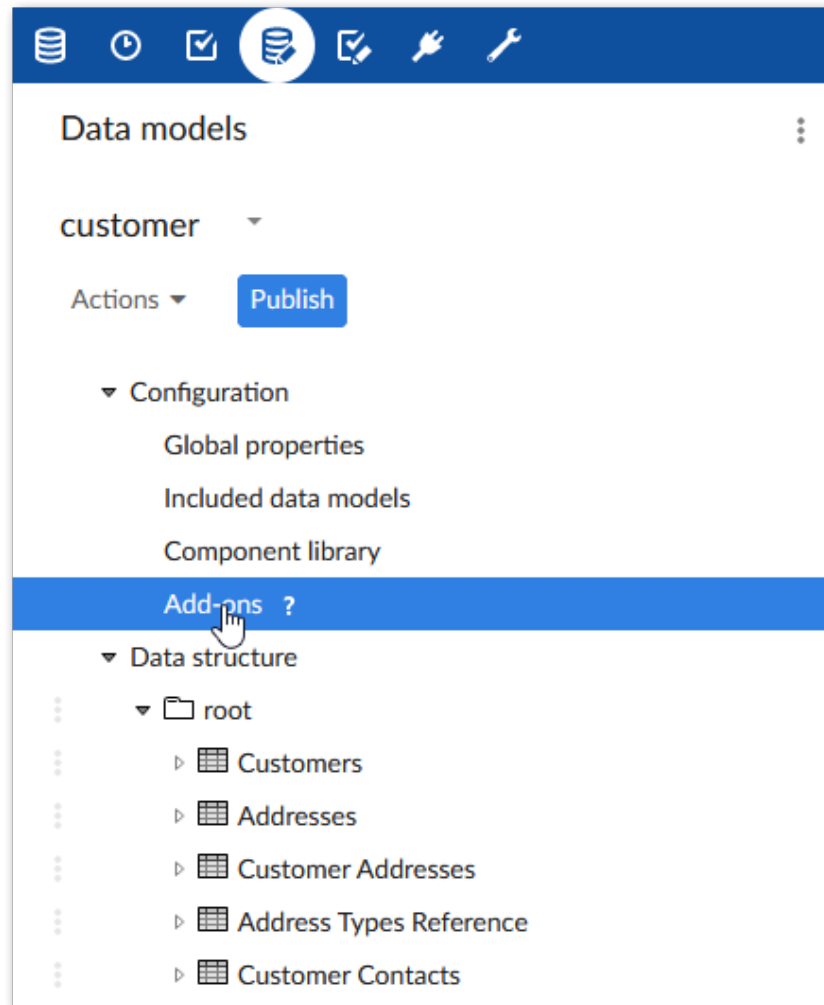 Data models
customer
Actions Publish
Configuration
Global properties
Included data models
Component library
Add-ons ?
Data structure
root
Customers
Addresses
Customer Addresses
Address Types Reference
Customer Contacts